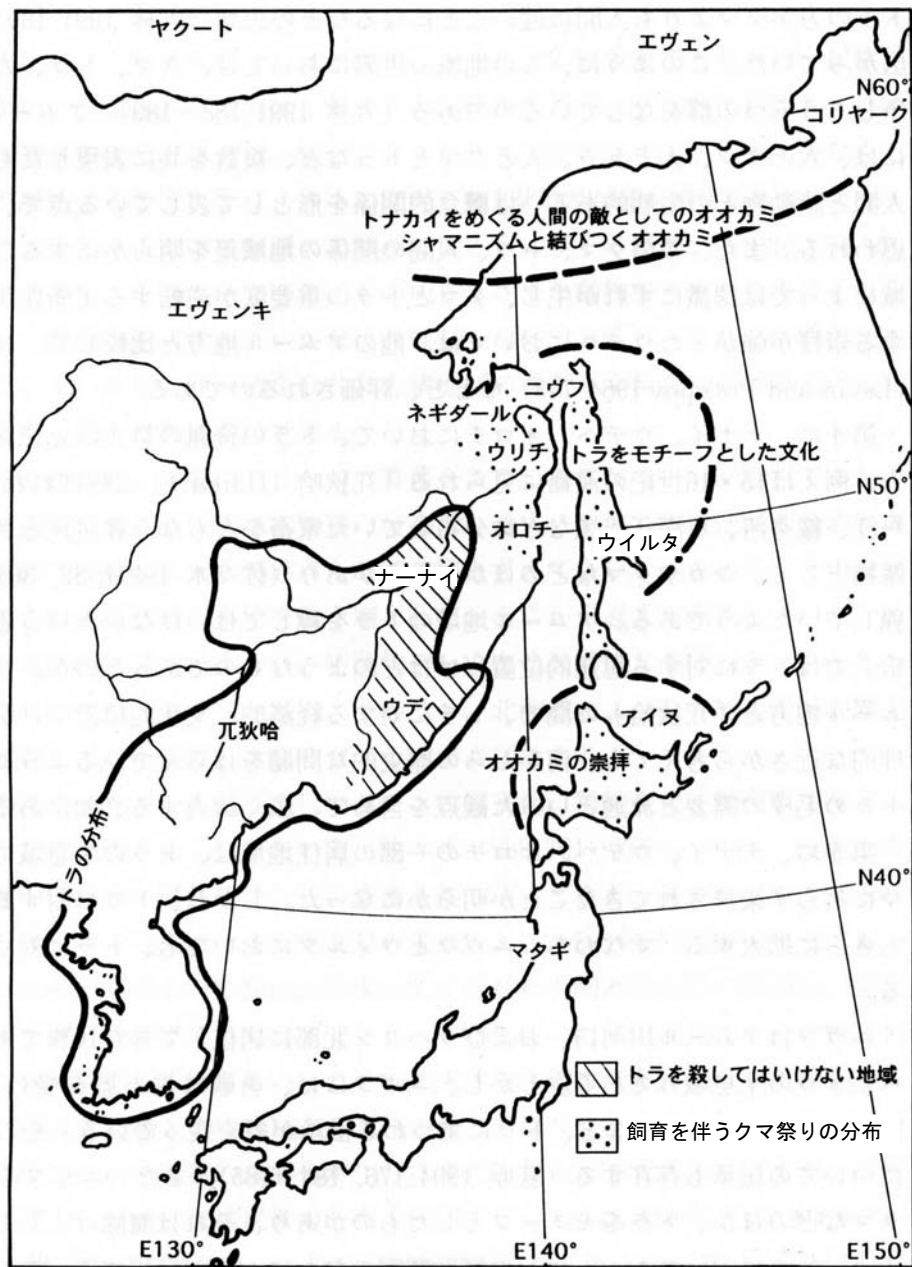 ヤクート
エヴェン
N60°
コリヤーク
トナカイをめぐる人間の敵としてのオオカミ
シャマニズムと結びつくオオカミ
エヴェンキ
ニヴフ
ネギダール
ウリチ
トラをモチーフとした文化
N50°
オロチ
ウイルタ
ナーナイ
ウデヘ
アイヌ
兀狄哈
オオカミの崇拝
トラの分布
N40°
マタギ
トラを殺してはいけない地域
飼育を伴うクマ祭りの分布
E130°
E140°
E150°